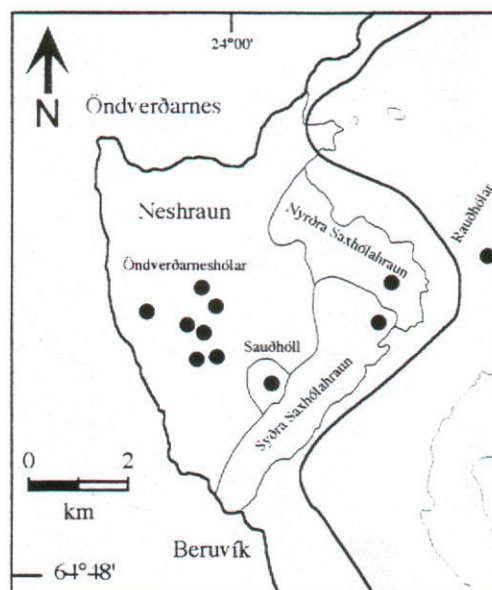 24°00'
N
Öndverðarnes
Neshraun
Nyrðra Saxhólahraun
Rauðhólar
Öndverðarneshólar
Sauðhóll
Syðra Saxhólahraun
0 2
km
Beruvík
64°48'